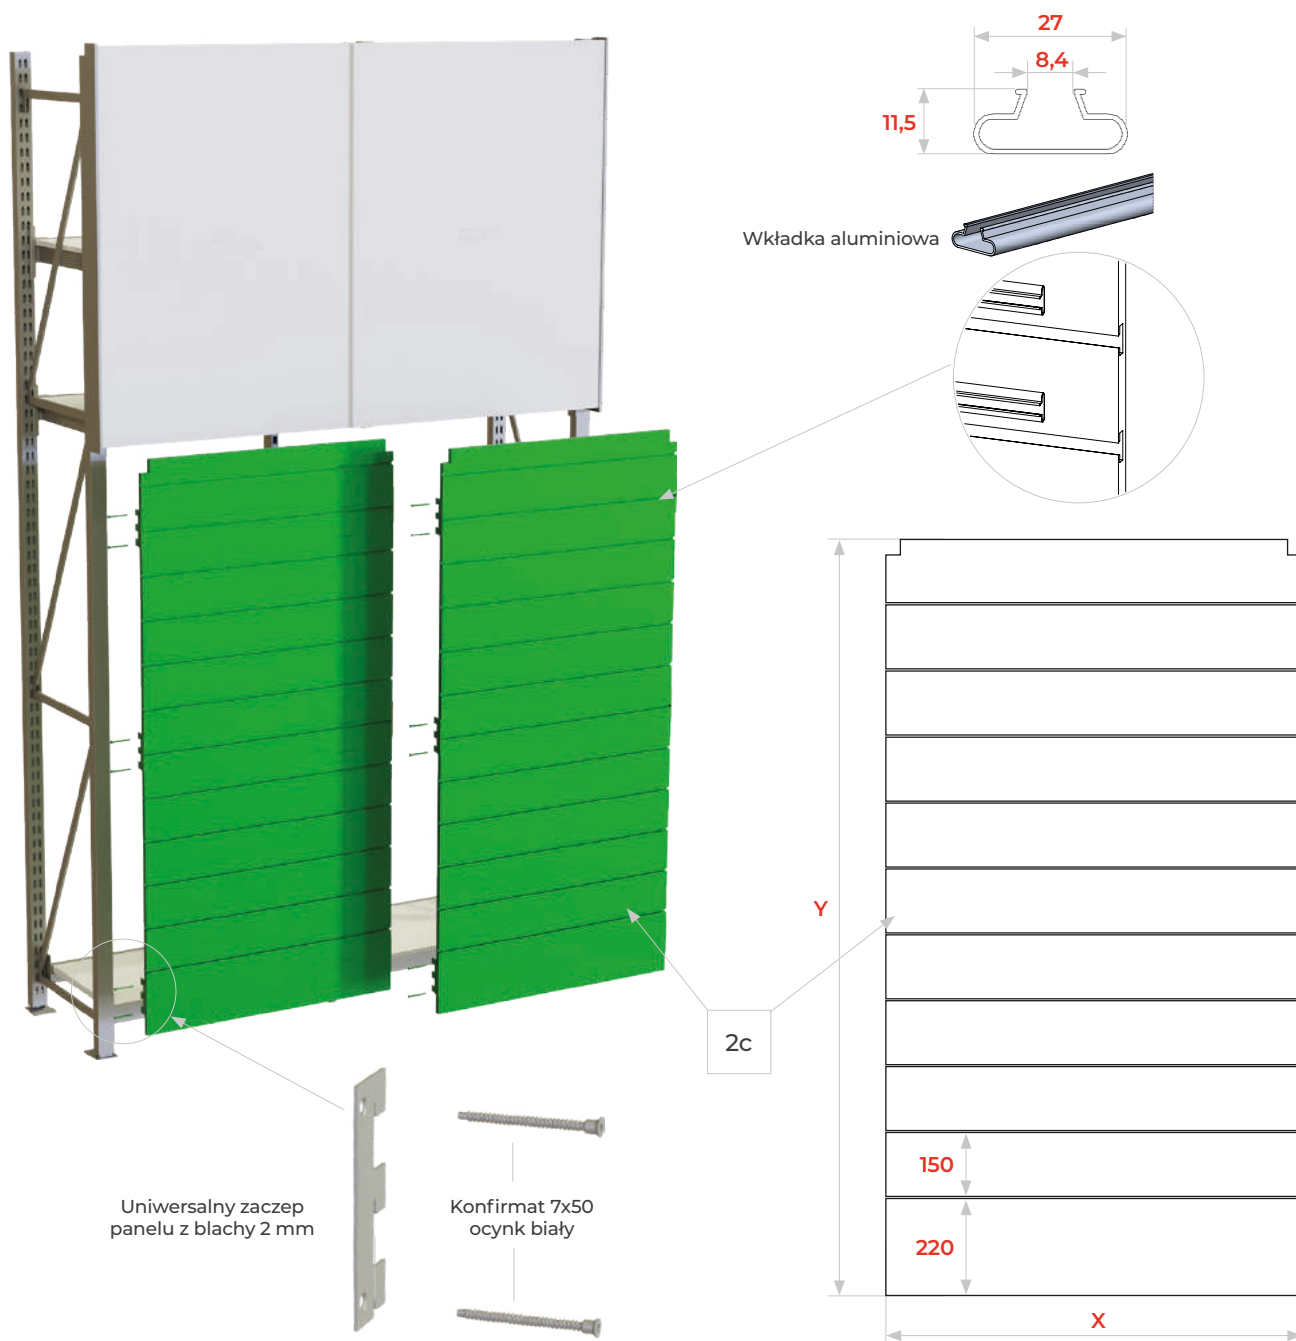 27
8,4
11,5
Wkładka aluminiowa
Y
2c
150
220
X
Uniwersalny zaczep
panelu z blachy 2 mm
Konfirmat 7x50
ocynk biały